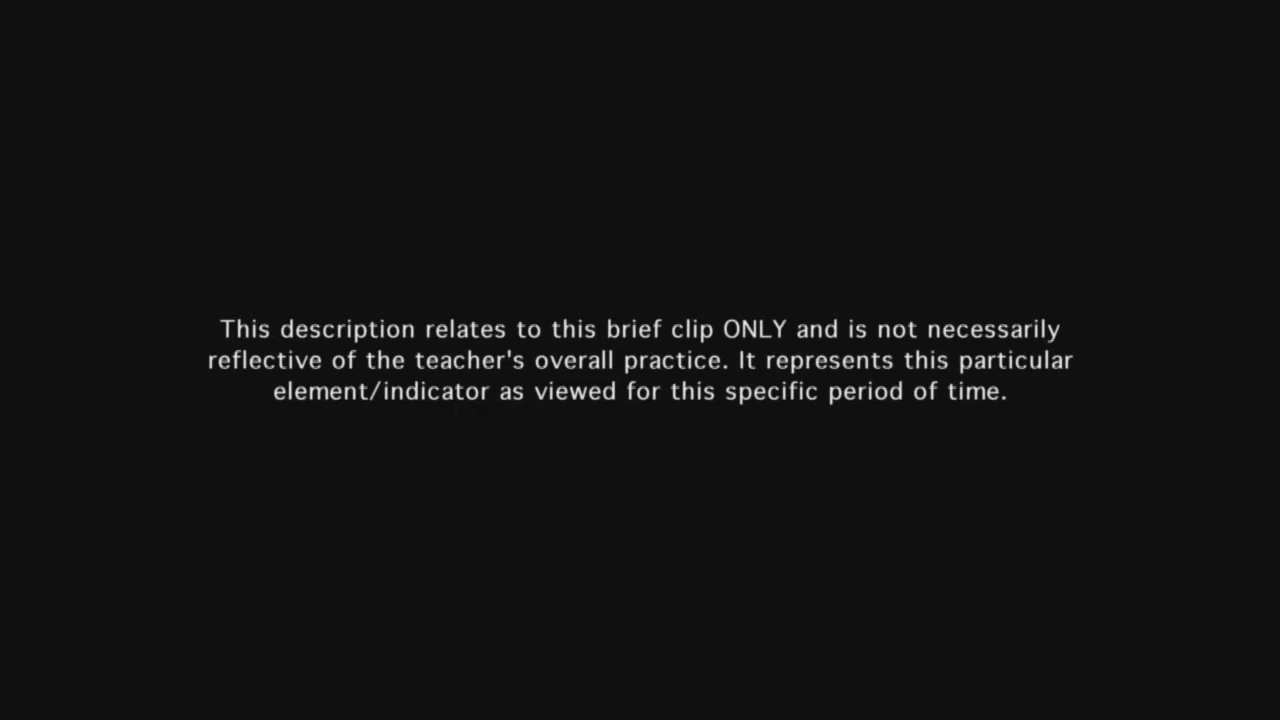 This description relates to this brief clip ONLY and is not necessarily
reflective of the teacher's overall practice. It represents this particular
element/indicator as viewed for this specific period of time.